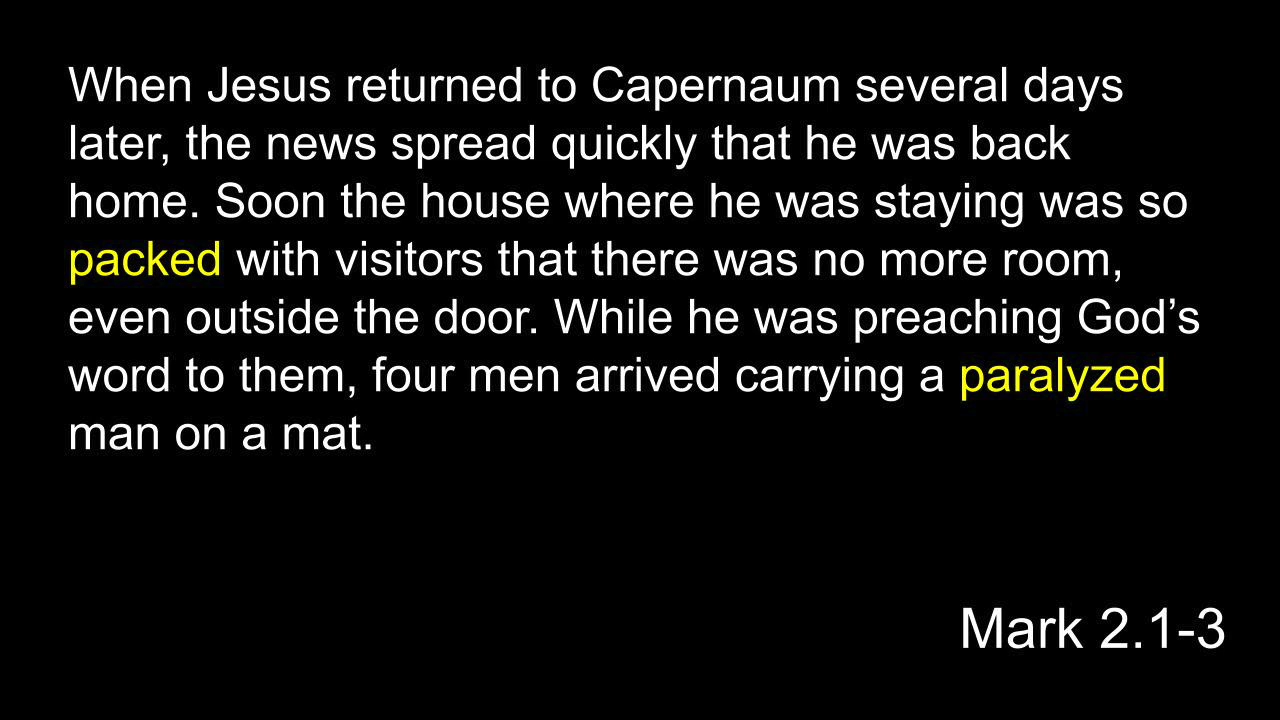 When Jesus returned to Capernaum several days
later, the news spread quickly that he was back
home. Soon the house where he was staying was so
packed with visitors that there was no more room,
even outside the door. While he was preaching God’s
word to them, four men arrived carrying a paralyzed
man on a mat.
Mark 2.1-3